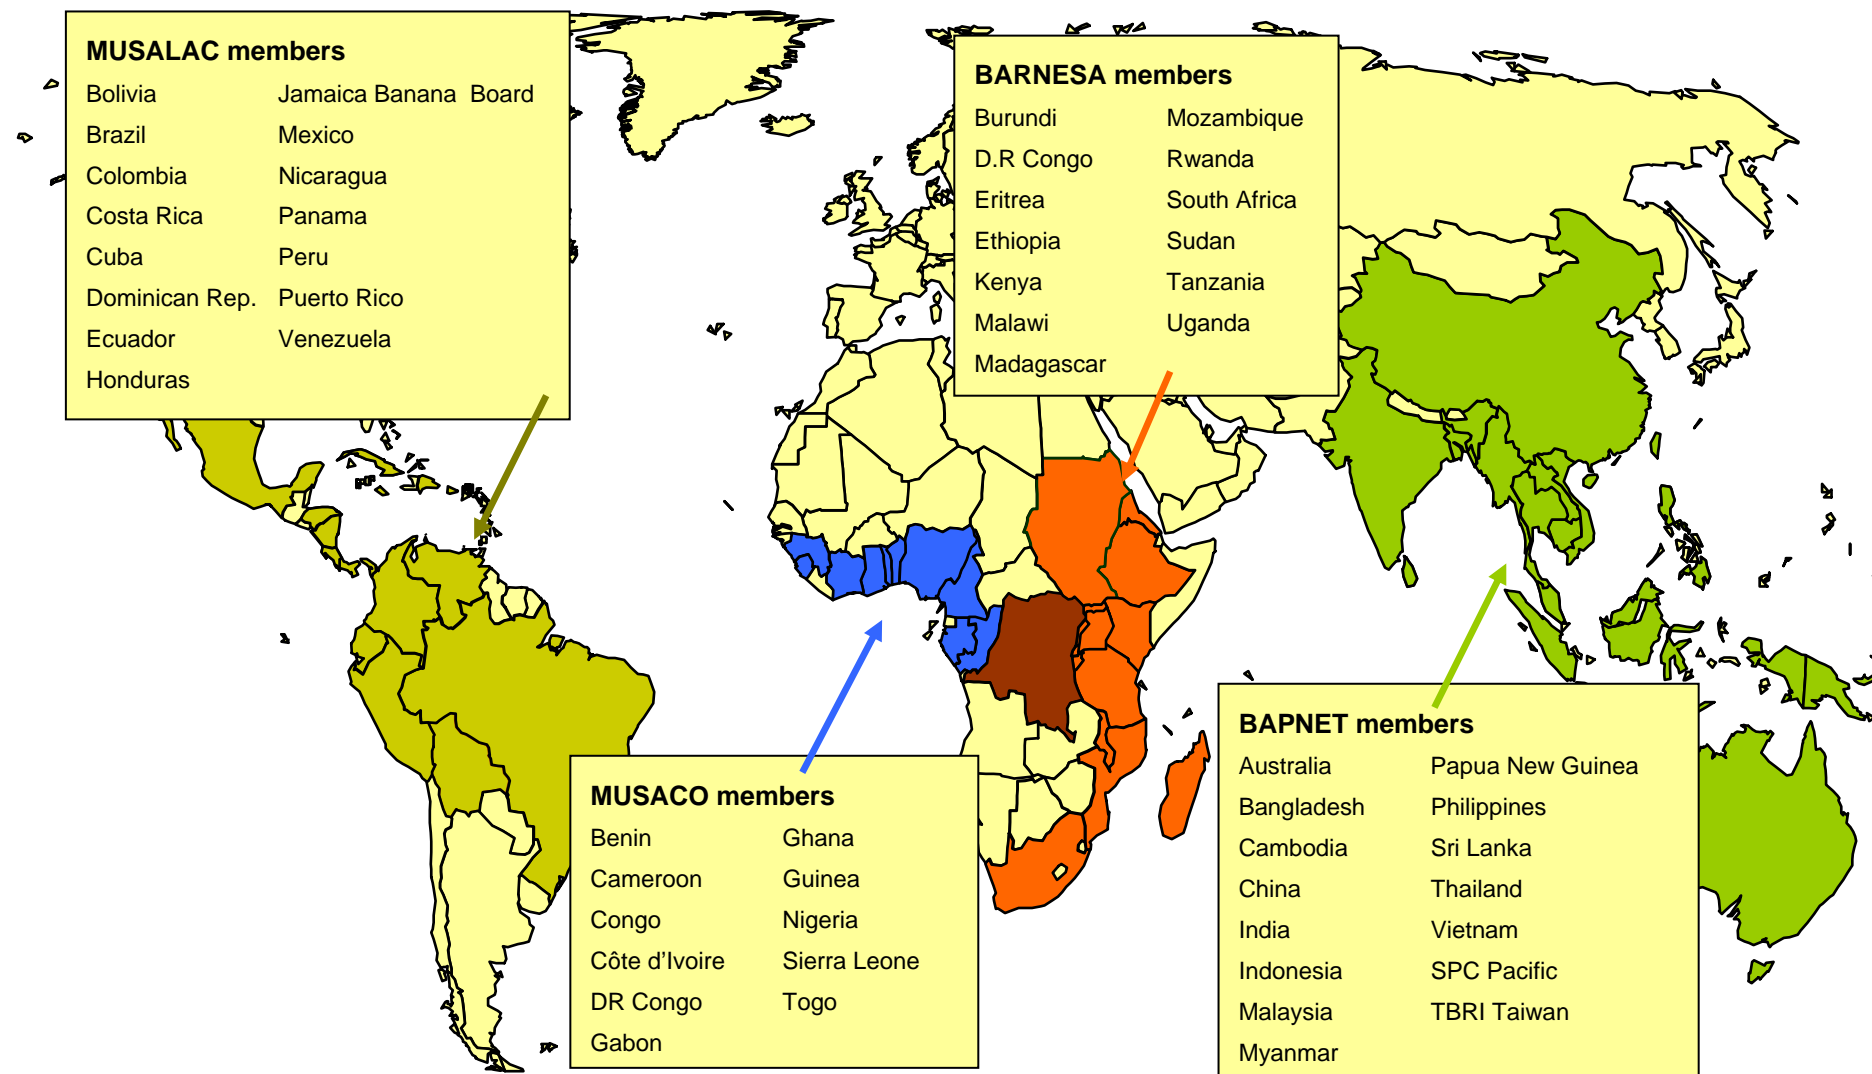 MUSALAC members
Bolivia Jamaica Banana Board
Brazil Mexico
Colombia Nicaragua
Costa Rica Panama
Cuba Peru
Dominican Rep. Puerto Rico
Ecuador Venezuela
Honduras
BARNESA members
Burundi Mozambique
D.R Congo Rwanda
Eritrea South Africa
Ethiopia Sudan
Kenya Tanzania
Malawi Uganda
Madagascar
MUSACO members
Benin Ghana
Cameroon Guinea
Congo Nigeria
Côte d'Ivoire Sierra Leone
DR Congo Togo
Gabon
BAPNET members
Australia Papua New Guinea
Bangladesh Philippines
Cambodia Sri Lanka
China Thailand
India Vietnam
Indonesia SPC Pacific
Malaysia TBRI Taiwan
Myanmar